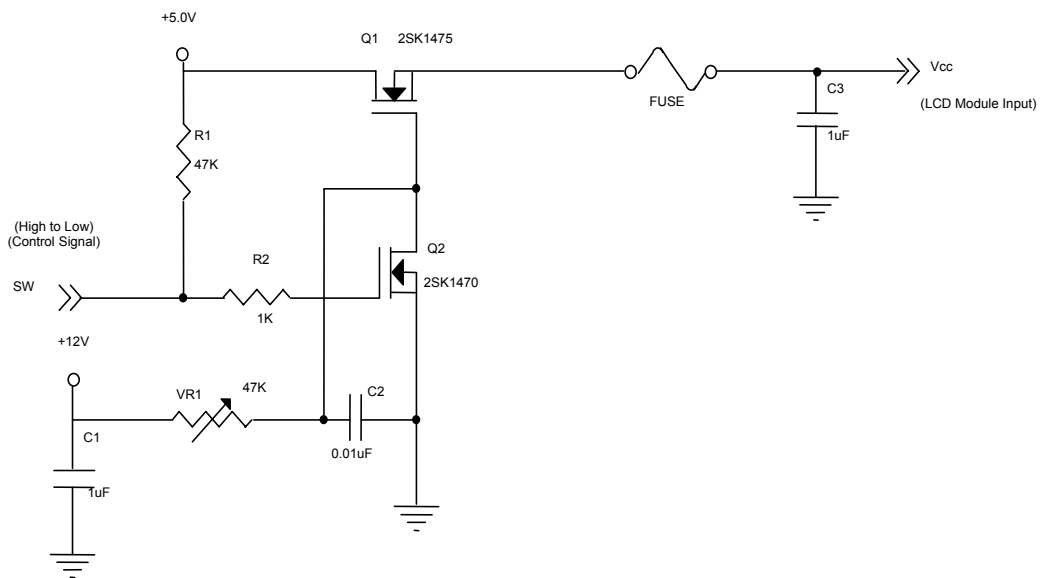 +5.0V
Q1 2SK1475
Vcc
FUSE
C3
(LCD Module Input)
1uF
R1
47K
(High to Low)
(Control Signal)
Q2
R2
2SK1470
SW
1K
+12V
VR1
47K
C2
C1
0.01uF
1uF